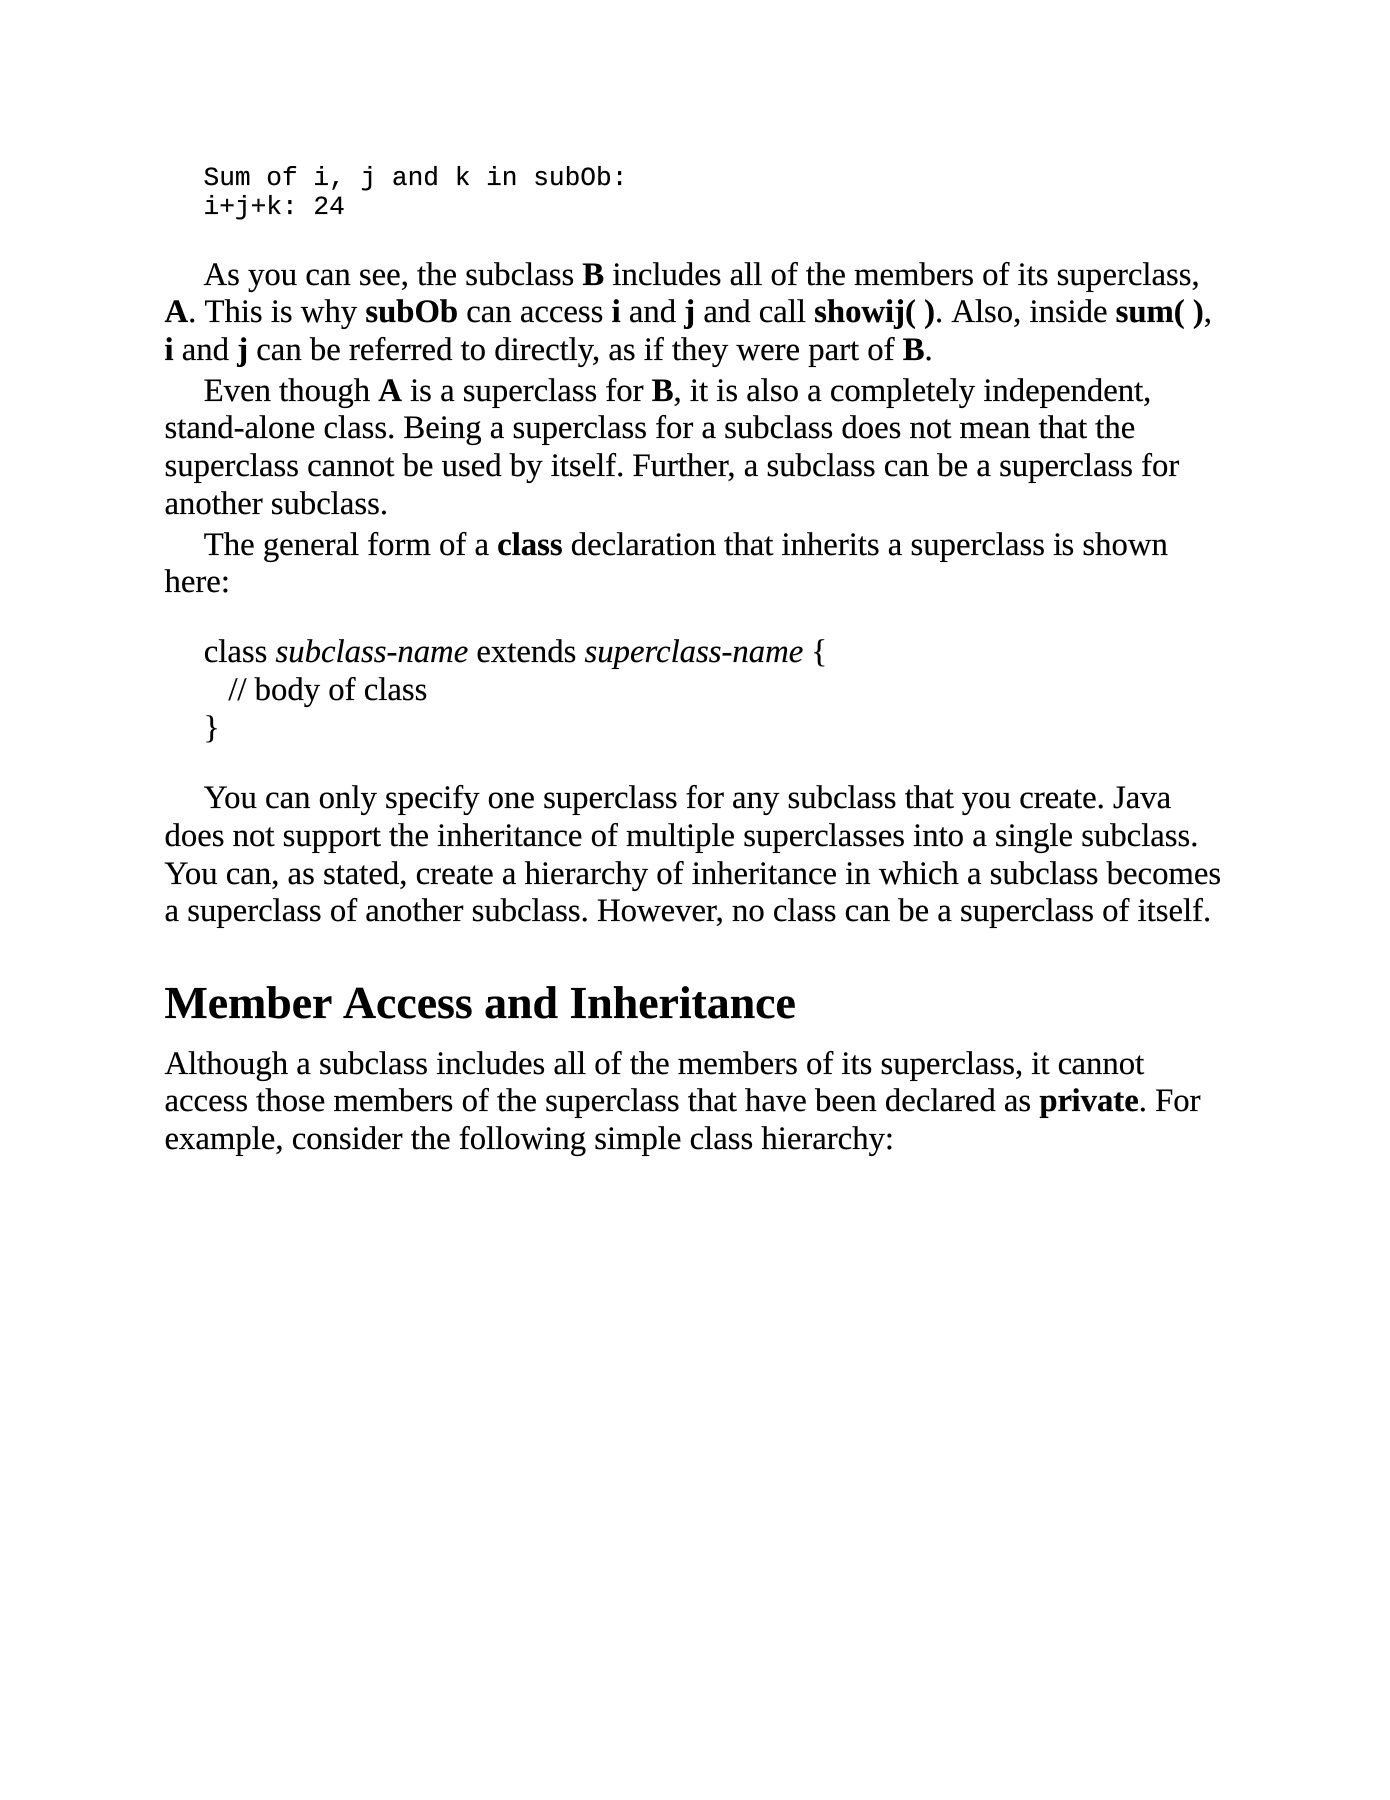 Sum of i, j and k in subOb:
i+j+k: 24
As you can see, the subclass B includes all of the members of its superclass,
A. This is why subOb can access i and j and call showij( ). Also, inside sum( ),
i and j can be referred to directly, as if they were part of B.
Even though A is a superclass for B, it is also a completely independent,
stand-alone class. Being a superclass for a subclass does not mean that the
superclass cannot be used by itself. Further, a subclass can be a superclass for
another subclass.
The general form of a class declaration that inherits a superclass is shown
here:
class subclass-name extends superclass-name {
// body of class
}
You can only specify one superclass for any subclass that you create. Java
does not support the inheritance of multiple superclasses into a single subclass.
You can, as stated, create a hierarchy of inheritance in which a subclass becomes
a superclass of another subclass. However, no class can be a superclass of itself.
Member Access and Inheritance
Although a subclass includes all of the members of its superclass, it cannot
access those members of the superclass that have been declared as private. For
example, consider the following simple class hierarchy: